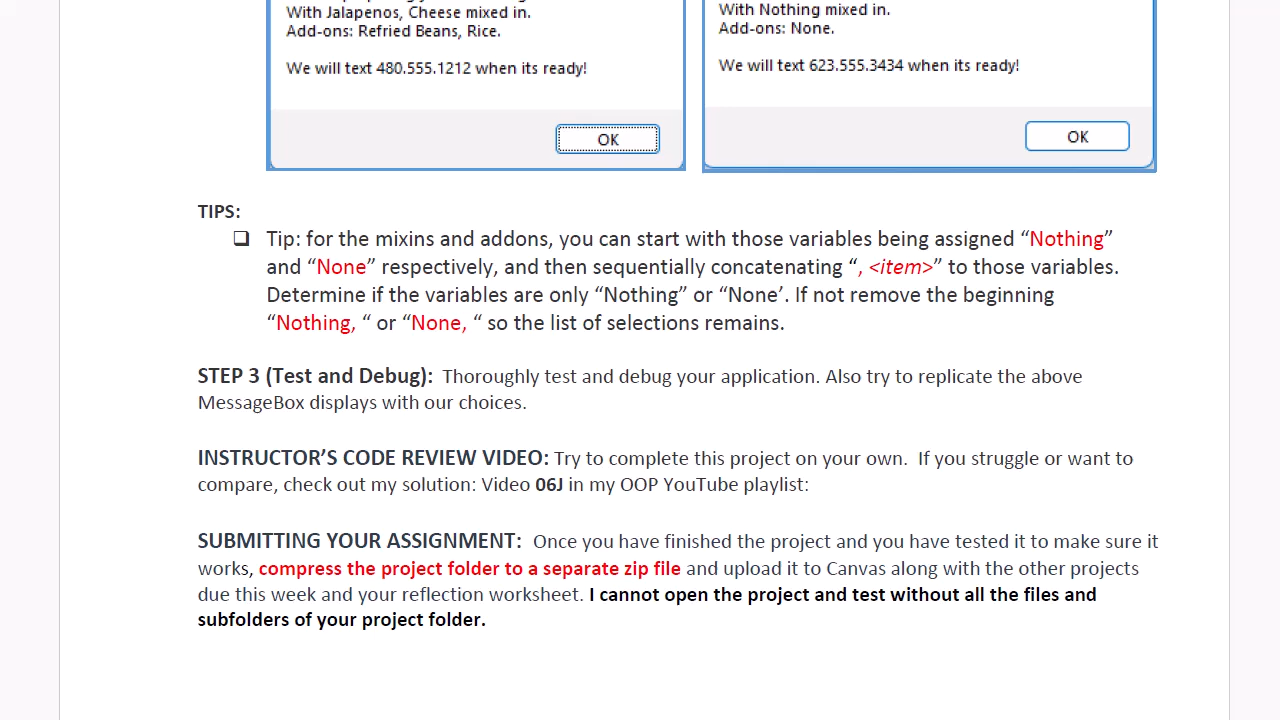 With Jalapenos, Cheese mixed in.
Add-ons: Refried Beans, Rice.
We will text 480.555.1212 when its ready!
OK
With Nothing mixed in.
Add-ons: None.
We will text 623.555.3434 when its ready!
OK
TIPS:
❑ Tip: for the mixins and addons, you can start with those variables being assigned “Nothing”
and “None” respectively, and then sequentially concatenating “, <item>” to those variables.
Determine if the variables are only “Nothing” or “None’. If not remove the beginning
“Nothing, “ or “None, “ so the list of selections remains.
STEP 3 (Test and Debug): Thoroughly test and debug your application. Also try to replicate the above
MessageBox displays with our choices.
INSTRUCTOR’S CODE REVIEW VIDEO: Try to complete this project on your own. If you struggle or want to
compare, check out my solution: Video 06J in my OOP YouTube playlist:
SUBMITTING YOUR ASSIGNMENT: Once you have finished the project and you have tested it to make sure it
works, compress the project folder to a separate zip file and upload it to Canvas along with the other projects
due this week and your reflection worksheet. I cannot open the project and test without all the files and
subfolders of your project folder.